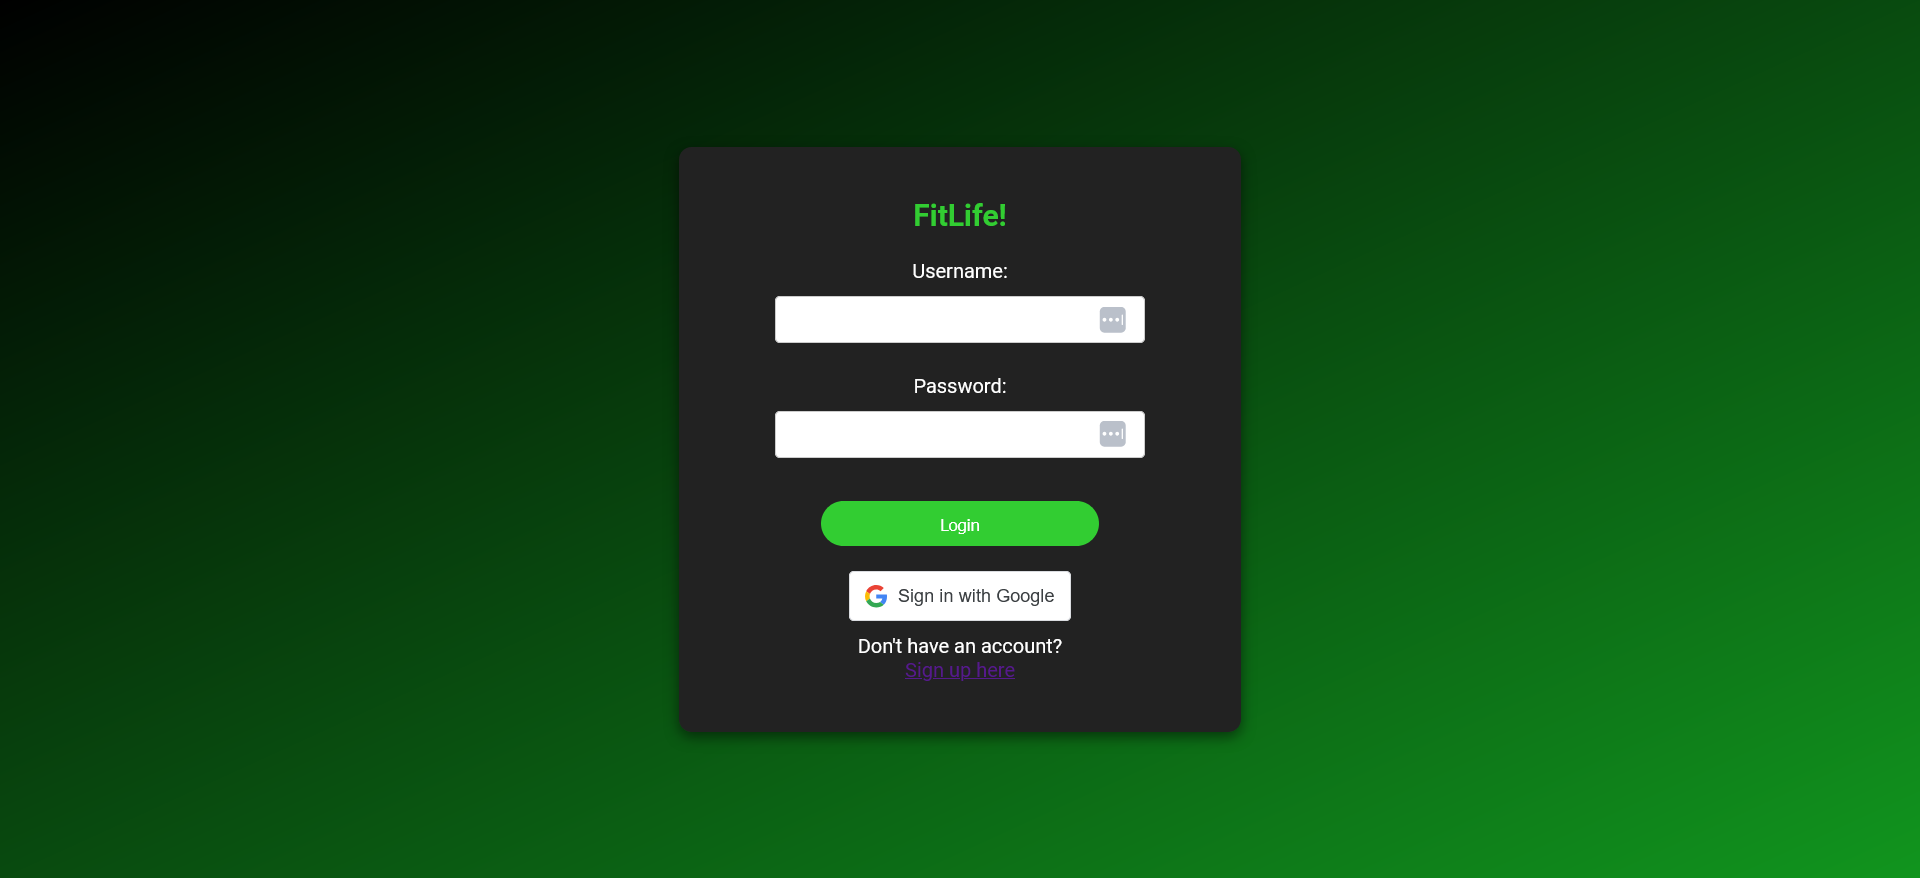 FitLife!
Username:
Password:
Login
Sign in with Google
Don't have an account?
Sign up here